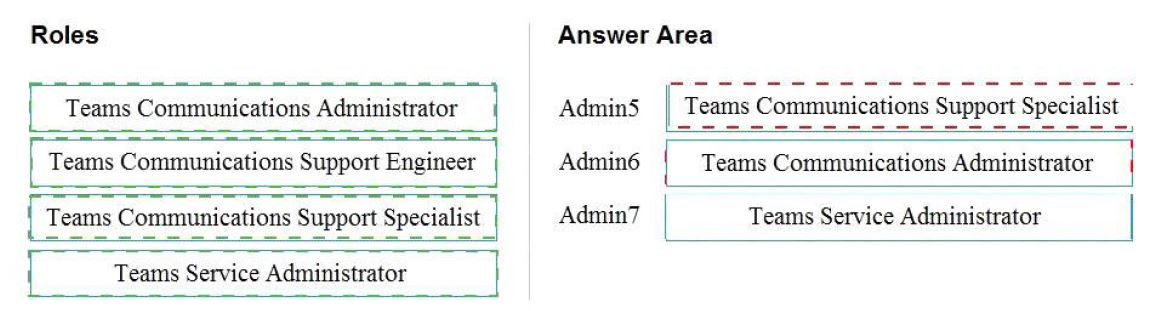 Roles
Teams Communications Administrator
Teams Communications Support Engineer
Teams Communications Support Specialist
Teams Service Administrator
Answer Area
Admin5 Teams Communications Support Specialist
Admin6 Teams Communications Administrator
Admin7 Teams Service Administrator